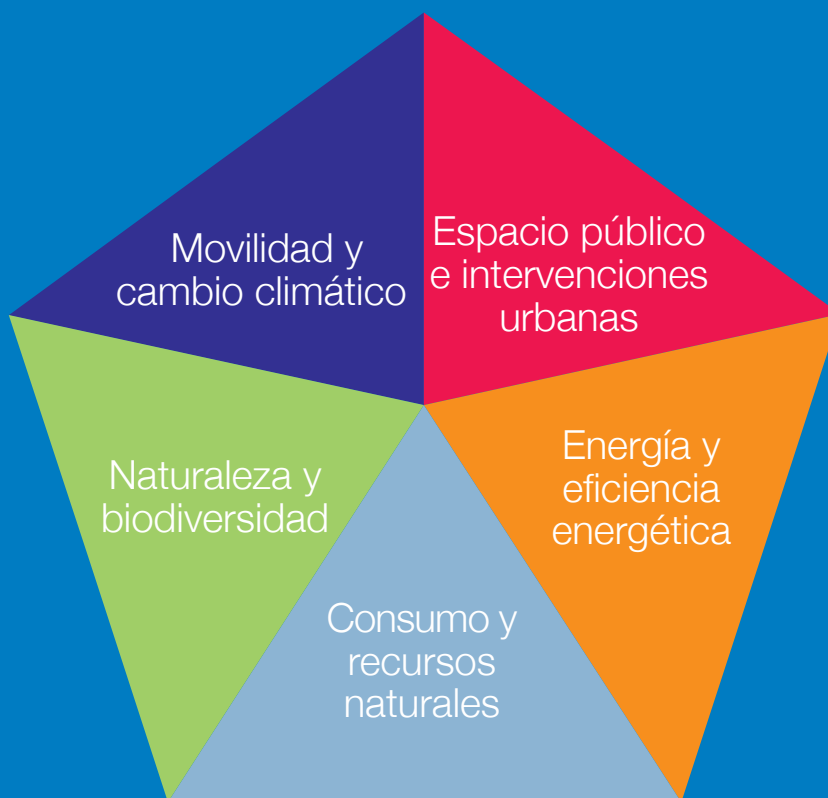 Movilidad y
cambio climático
Espacio público
e intervenciones
urbanas
Naturaleza y
biodiversidad
Energía y
eficiencia
energética
Consumo y
recursos
naturales